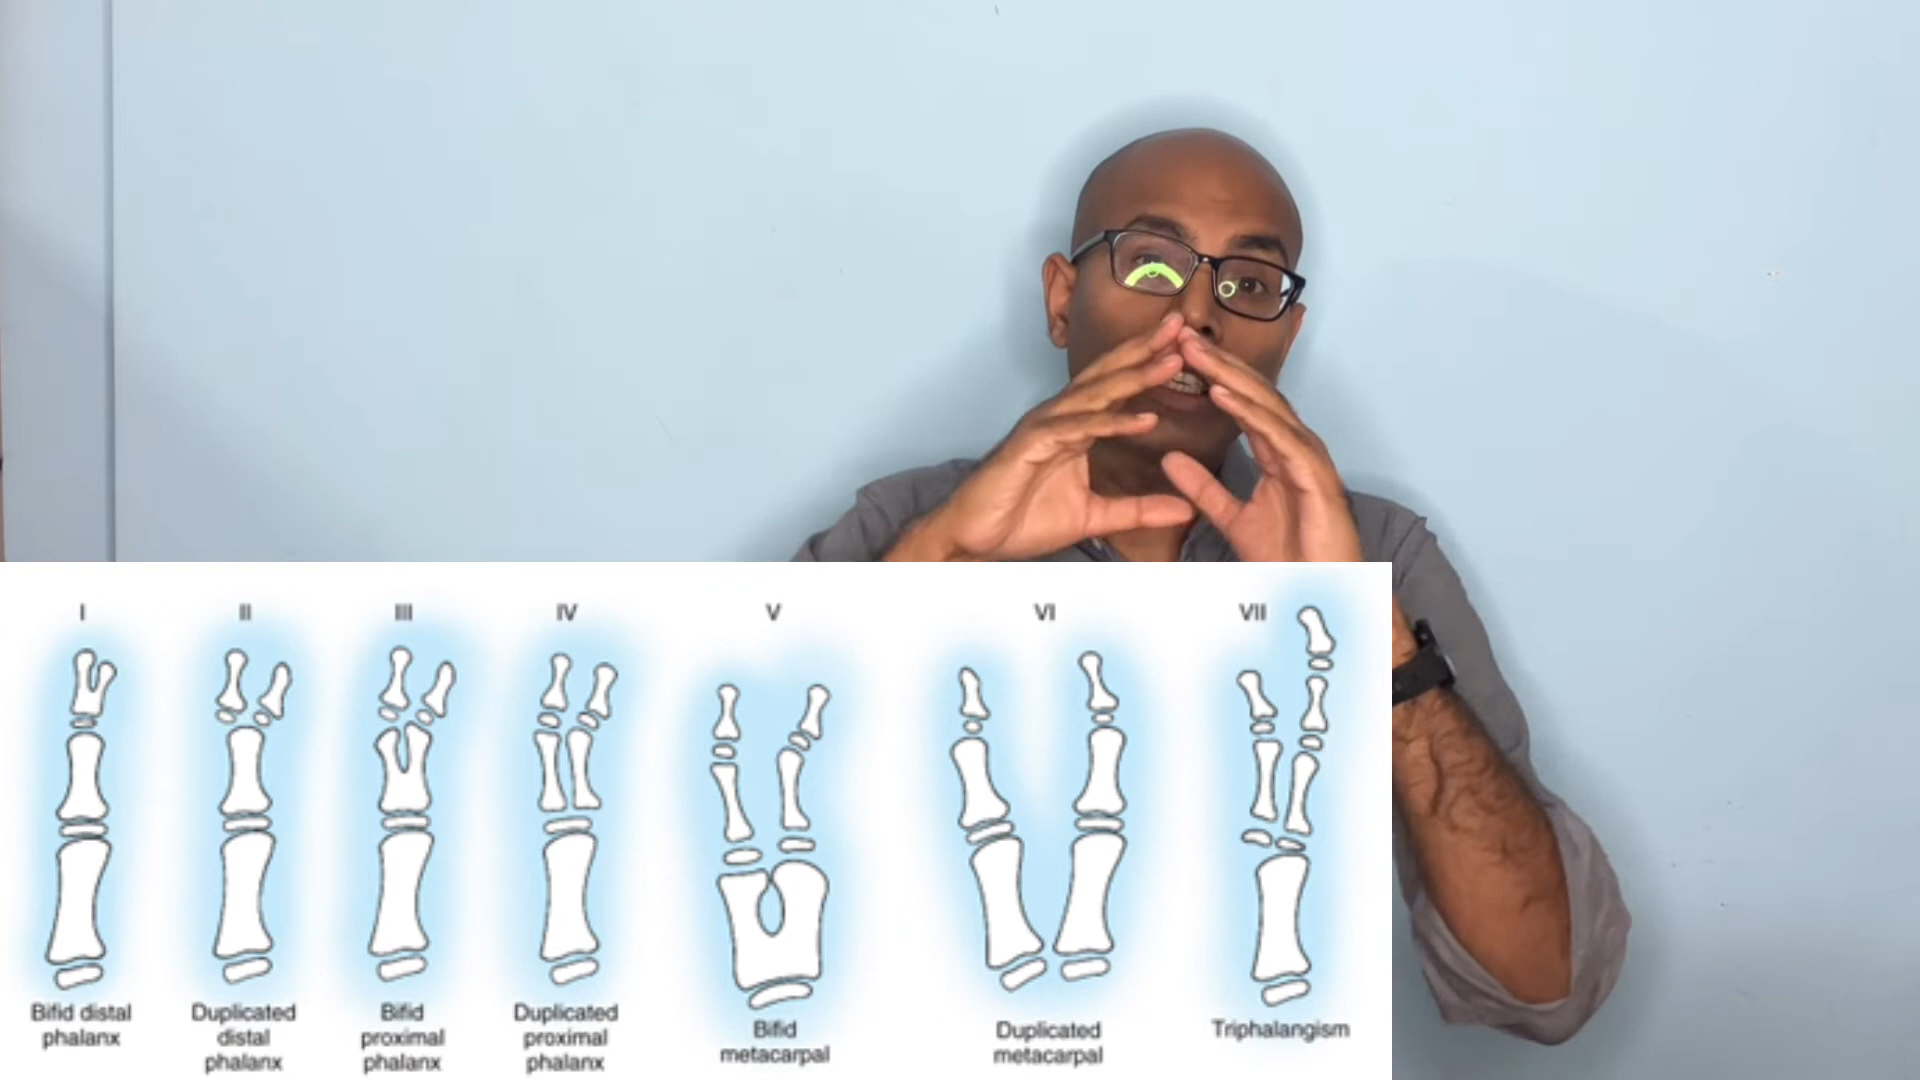 I II III IV V VI VII
Bifid distal
phalanx
Duplicated
distal
phalanx
Bifid
proximal
phalanx
Duplicated
proximal
phalanx
Bifid
metacarpal
Duplicated
metacarpal
Triphalangism